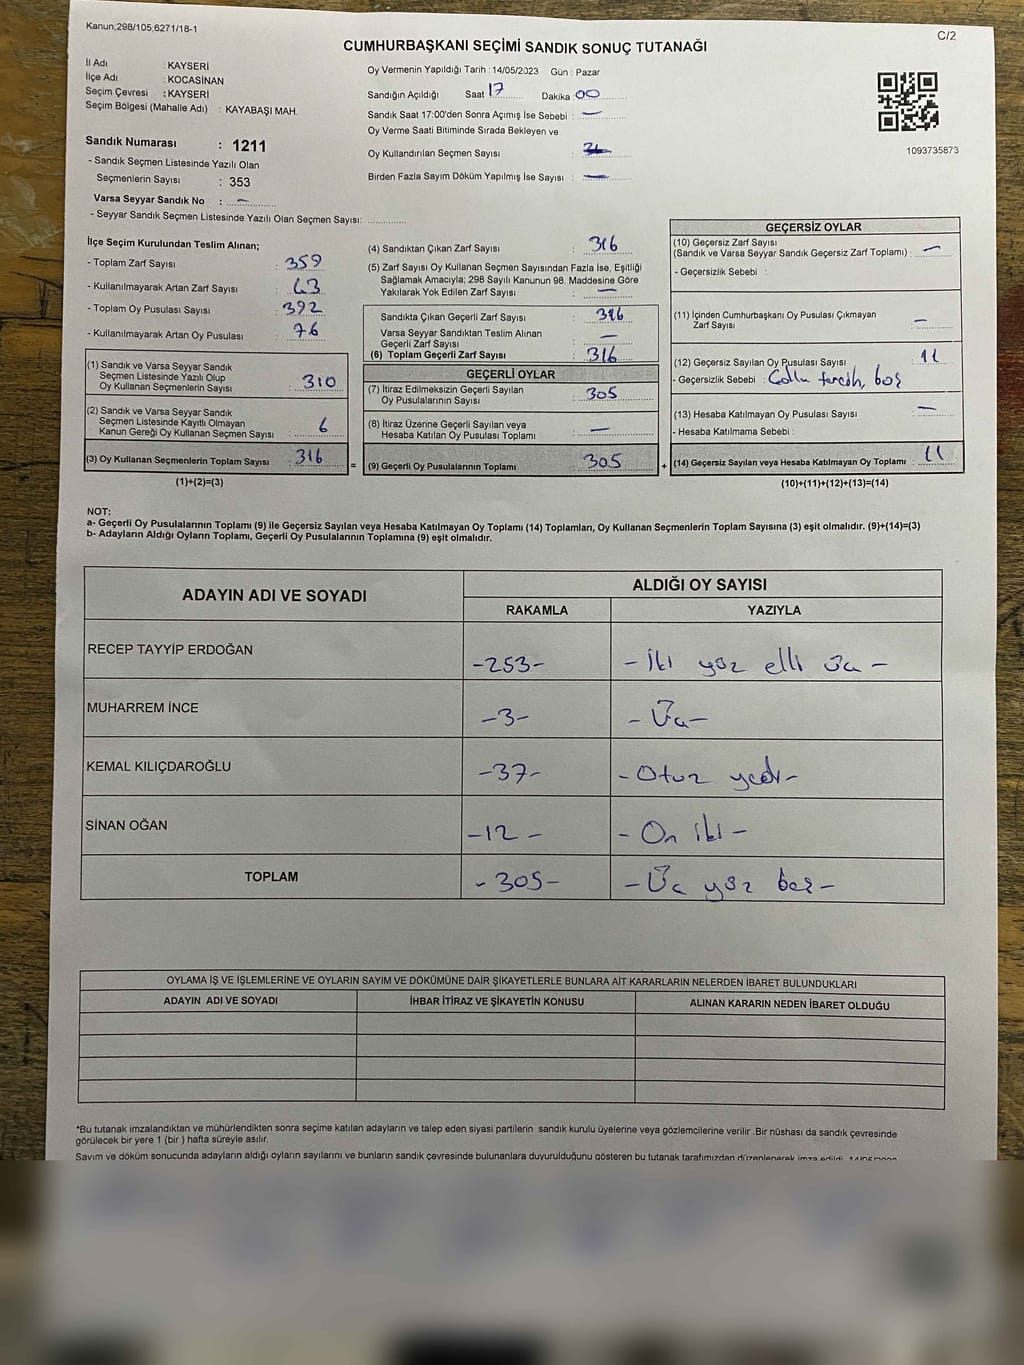 Kanun;298/105,6271/18-1
C/2
CUMHURBAŞKANI SEÇİMİ SANDIK SONUÇ TUTANAĞI
İl Adı : KAYSERİ
İlçe Adı : KOCASİNAN
Seçim Çevresi : KAYSERİ
Seçim Bölgesi (Mahalle Adı) : KAYABAŞI MAH.
Oy Vermenin Yapıldığı Tarih : 14/05/2023 Gün : Pazar
Sandığın Açıldığı Saat 17 Dakika : 00
Sandık Saat 17:00'den Sonra Açımış İse Sebebi : —
Oy Verme Saati Bitiminde Sırada Bekleyen ve
Oy Kullandırılan Seçmen Sayısı :
Birden Fazla Sayım Döküm Yapılmış İse Sayısı : —
1093735873
Sandık Numarası : 1211
- Sandık Seçmen Listesinde Yazılı Olan
Seçmenlerin Sayısı : 353
Varsa Seyyar Sandık No : —
- Seyyar Sandık Seçmen Listesinde Yazılı Olan Seçmen Sayısı:
İlçe Seçim Kurulundan Teslim Alınan;
- Toplam Zarf Sayısı : 359
- Kullanılmayarak Artan Zarf Sayısı : 43
- Toplam Oy Pusulası Sayısı : 392
- Kullanılmayarak Artan Oy Pusulası : 76
(1) Sandık ve Varsa Seyyar Sandık
Seçmen Listesinde Yazılı Olup
Oy Kullanan Seçmenlerin Sayısı : 310
(2) Sandık ve Varsa Seyyar Sandık
Seçmen Listesinde Kayıtlı Olmayan
Kanun Gereği Oy Kullanan Seçmen Sayısı : 6
(3) Oy Kullanan Seçmenlerin Toplam Sayısı : 316
(1)+(2)=(3)
=
(4) Sandıktan Çıkan Zarf Sayısı : 316
(5) Zarf Sayısı Oy Kullanan Seçmen Sayısından Fazla İse, Eşitliği
Sağlamak Amacıyla; 298 Sayılı Kanunun 98. Maddesine Göre
Yakılarak Yok Edilen Zarf Sayısı : —
Sandıkta Çıkan Geçerli Zarf Sayısı : 316
Varsa Seyyar Sandıktan Teslim Alınan
Geçerli Zarf Sayısı : —
(6) Toplam Geçerli Zarf Sayısı : 316
GEÇERLİ OYLAR
(7) İtiraz Edilmeksizin Geçerli Sayılan
Oy Pusulalarının Sayısı : 305
(8) İtiraz Üzerine Geçerli Sayılan veya
Hesaba Katılan Oy Pusulası Toplamı : —
(9) Geçerli Oy Pusulalarının Toplamı : 305
+
GEÇERSİZ OYLAR
(10) Geçersiz Zarf Sayısı
(Sandık ve Varsa Seyyar Sandık Geçersiz Zarf Toplamı) : —
- Geçersizlik Sebebi :
(11) İçinden Cumhurbaşkanı Oy Pusulası Çıkmayan
Zarf Sayısı : —
(12) Geçersiz Sayılan Oy Pusulası Sayısı : 11
- Geçersizlik Sebebi : Çoklu tercih, boş
(13) Hesaba Katılmayan Oy Pusulası Sayısı : —
- Hesaba Katılmama Sebebi :
(14) Geçersiz Sayılan veya Hesaba Katılmayan Oy Toplamı : 11
(10)+(11)+(12)+(13)=(14)
NOT:
a- Geçerli Oy Pusulalarının Toplamı (9) ile Geçersiz Sayılan veya Hesaba Katılmayan Oy Toplamı (14) Toplamları, Oy Kullanan Seçmenlerin Toplam Sayısına (3) eşit olmalıdır. (9)+(14)=(3)
b- Adayların Aldığı Oyların Toplamı, Geçerli Oy Pusulalarının Toplamına (9) eşit olmalıdır.
ADAYIN ADI VE SOYADI
ALDIĞI OY SAYISI
RAKAMLA YAZIYLA
RECEP TAYYİP ERDOĞAN -253- - İki yüz elli üç -
MUHARREM İNCE -3- - Üç -
KEMAL KILIÇDAROĞLU -37- - Otuz yedi -
SİNAN OĞAN -12- - On iki -
TOPLAM -305- - Üç yüz beş -
OYLAMA İŞ VE İŞLEMLERİNE VE OYLARIN SAYIM VE DÖKÜMÜNE DAİR ŞİKAYETLERLE BUNLARA AİT KARARLARIN NELERDEN İBARET BULUNDUKLARI
ADAYIN ADI VE SOYADI İHBAR İTİRAZ VE ŞİKAYETİN KONUSU ALINAN KARARIN NEDEN İBARET OLDUĞU
*Bu tutanak imzalandıktan ve mühürlendikten sonra seçime katılan adayların ve talep eden siyasi partilerin sandık kurulu üyelerine veya gözlemcilerine verilir .Bir nüshası da sandık çevresinde
görülecek bir yere 1 (bir ) hafta süreyle asılır.
Sayım ve döküm sonucunda adayların aldığı oyların sayılarını ve bunların sandık çevresinde bulunanlara duyurulduğunu gösteren bu tutanak tarafımızdan düzenlenerek imza edildi.